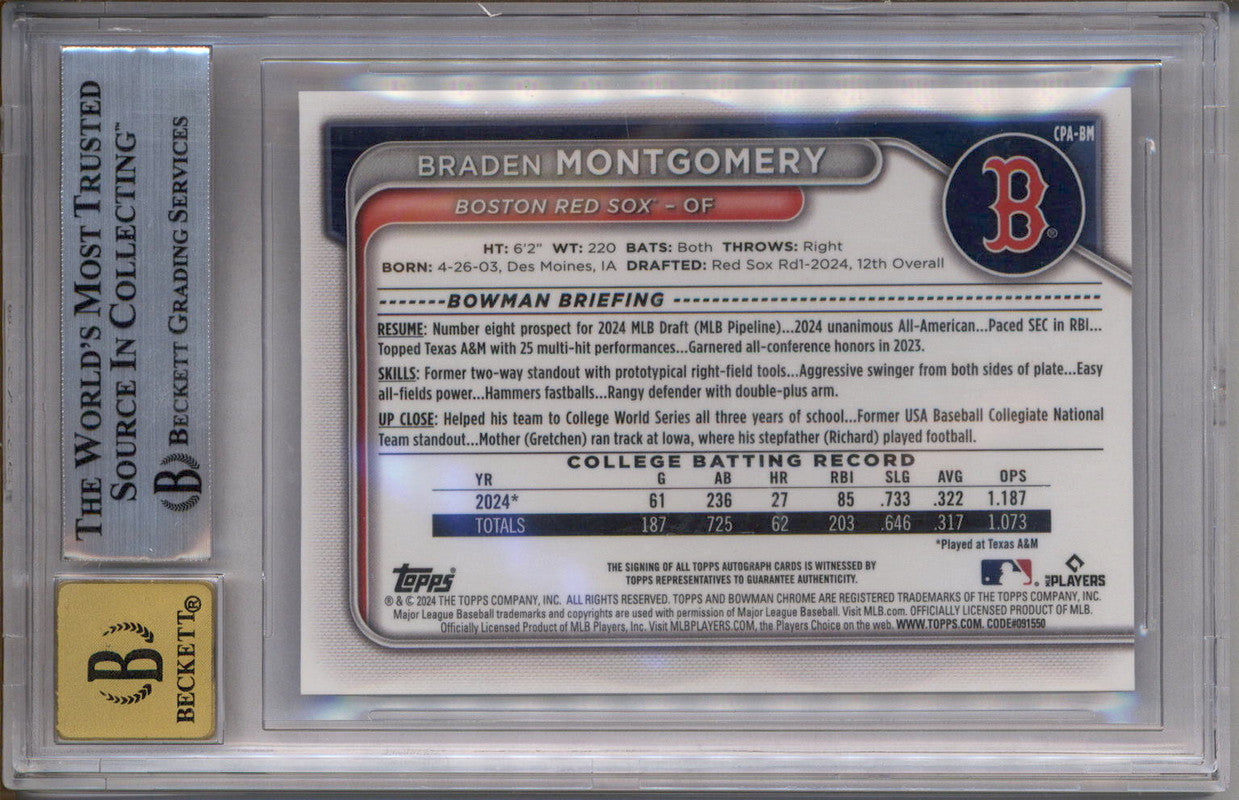 THE WORLD'S MOST TRUSTED
SOURCE IN COLLECTING™
B BECKETT GRADING SERVICES
B
BECKETT®
CPA-BM
BRADEN MONTGOMERY
B®
BOSTON RED SOX™ – OF
HT: 6'2" WT: 220 BATS: Both THROWS: Right
BORN: 4-26-03, Des Moines, IA DRAFTED: Red Sox Rd1-2024, 12th Overall
BOWMAN BRIEFING
RESUME: Number eight prospect for 2024 MLB Draft (MLB Pipeline)...2024 unanimous All-American...Paced SEC in RBI...
Topped Texas A&M with 25 multi-hit performances...Garnered all-conference honors in 2023.
SKILLS: Former two-way standout with prototypical right-field tools...Aggressive swinger from both sides of plate...Easy
all-fields power...Hammers fastballs...Rangy defender with double-plus arm.
UP CLOSE: Helped his team to College World Series all three years of school...Former USA Baseball Collegiate National
Team standout...Mother (Gretchen) ran track at Iowa, where his stepfather (Richard) played football.
COLLEGE BATTING RECORD
YR G AB HR RBI SLG AVG OPS
2024* 61 236 27 85 .733 .322 1.187
TOTALS 187 725 62 203 .646 .317 1.073
*Played at Texas A&M
Topps®
THE SIGNING OF ALL TOPPS AUTOGRAPH CARDS IS WITNESSED BY
TOPPS REPRESENTATIVES TO GUARANTEE AUTHENTICITY.
MLB PLAYERS
® & © 2024 THE TOPPS COMPANY, INC. ALL RIGHTS RESERVED. TOPPS AND BOWMAN CHROME ARE REGISTERED TRADEMARKS OF THE TOPPS COMPANY, INC.
Major League Baseball trademarks and copyrights are used with permission of Major League Baseball. Visit MLB.com. OFFICIALLY LICENSED PRODUCT OF MLB.
Officially Licensed Product of MLB Players, Inc. Visit MLBPLAYERS.COM, the Players Choice on the web. WWW.TOPPS.COM. CODE#091550